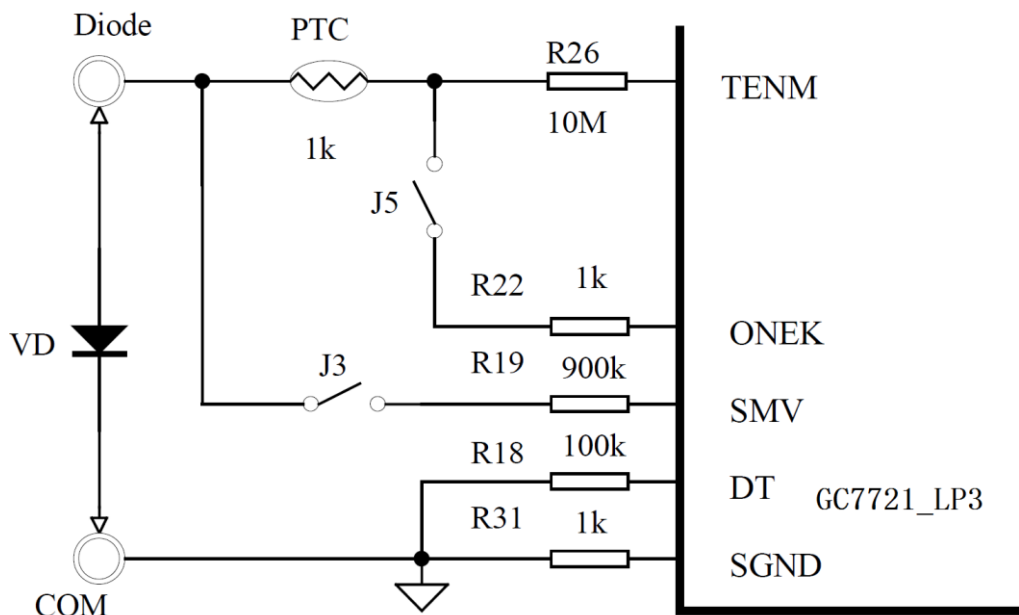 Diode
PTC
R26
TENM
1k
10M
J5
R22
1k
ONEK
VD
J3
R19
900k
SMV
R18
100k
DT
GC7721_LP3
R31
1k
SGND
COM